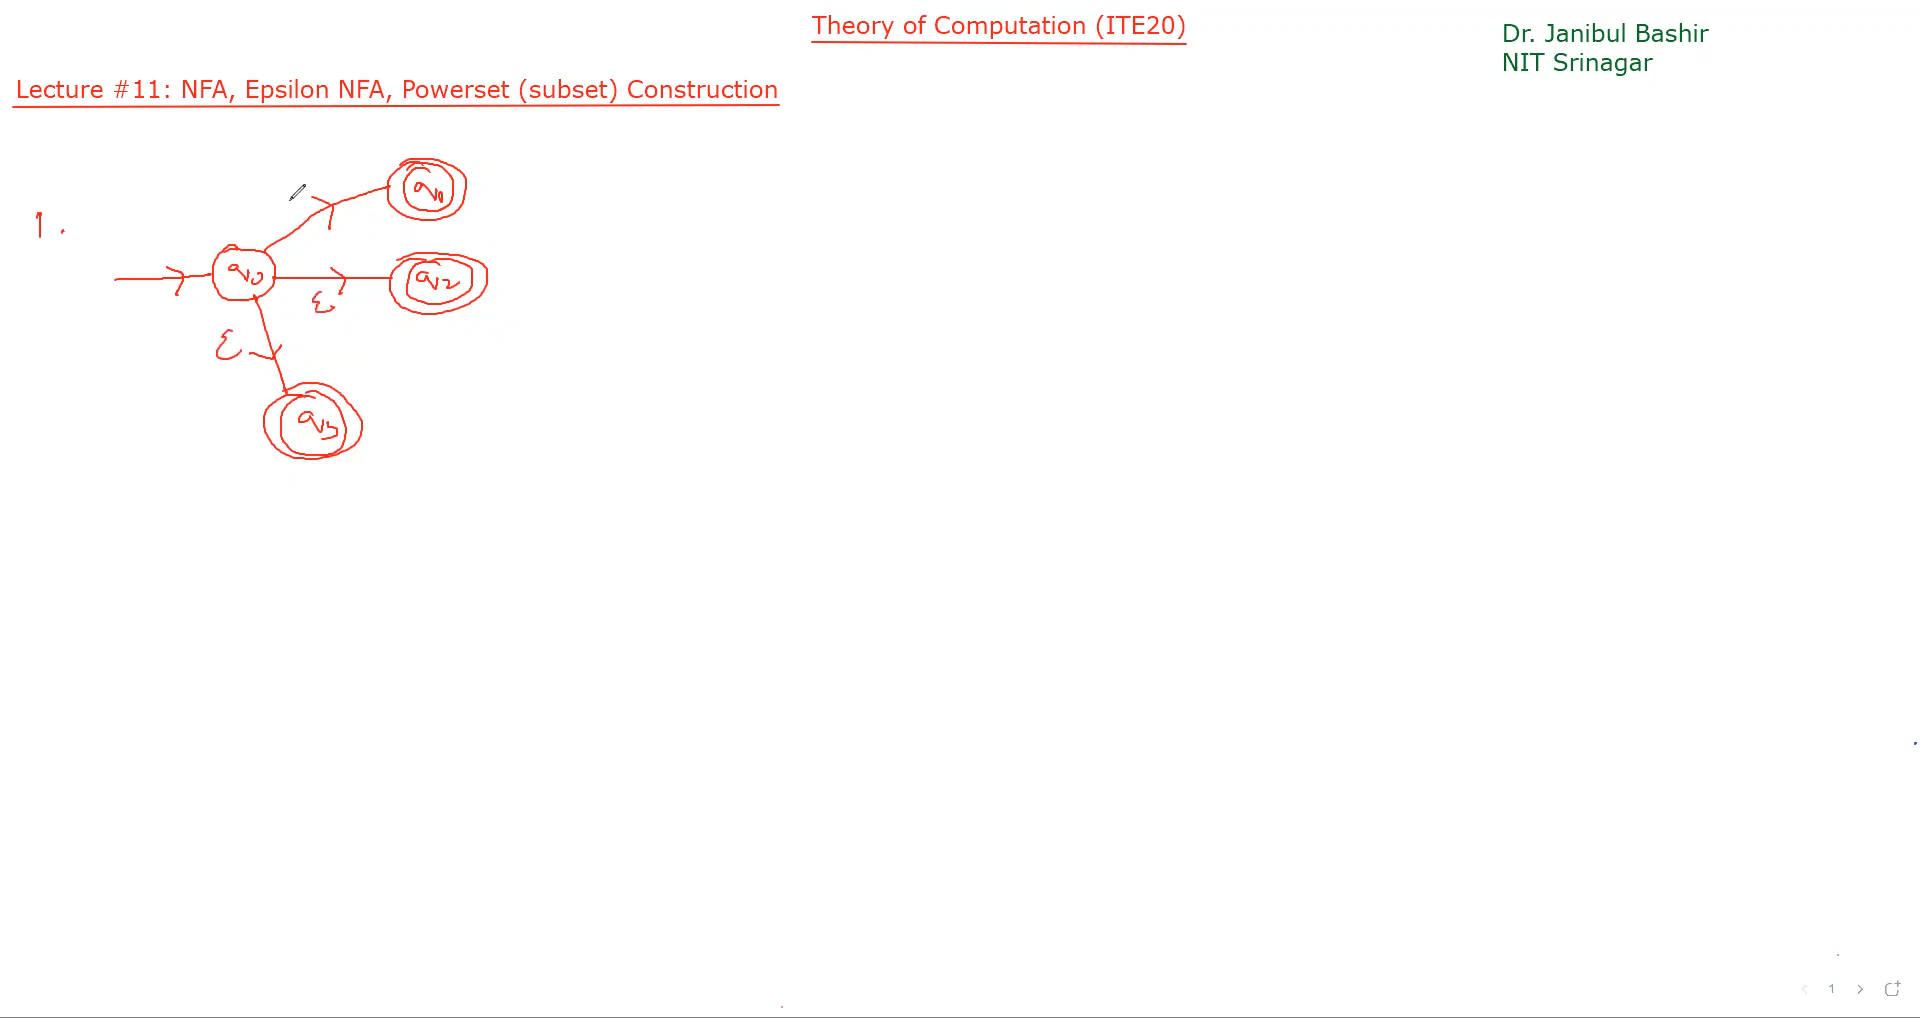 Theory of Computation (ITE20)
Dr. Janibul Bashir
NIT Srinagar
Lecture #11: NFA, Epsilon NFA, Powerset (subset) Construction
1.
q1
q0
ε
q2
ε
q3
1